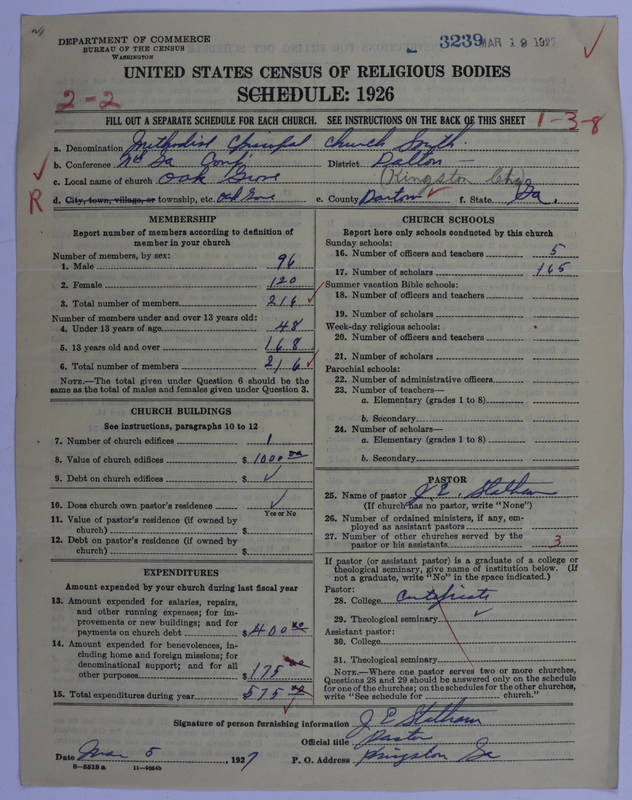 DEPARTMENT OF COMMERCE
BUREAU OF THE CENSUS
WASHINGTON
3239 MAR 19 1927
UNITED STATES CENSUS OF RELIGIOUS BODIES
SCHEDULE: 1926
2-2
FILL OUT A SEPARATE SCHEDULE FOR EACH CHURCH. SEE INSTRUCTIONS ON THE BACK OF THIS SHEET
1-3-8
a. Denomination Methodist Episcopal Church South.
b. Conference No Ga Conf District Dalton
c. Local name of church Oak Grove (Kingston Chg)
R
d. City, town, village, or township, etc. Oak Grove e. County Bartow f. State Ga.
MEMBERSHIP
Report number of members according to definition of member in your church
Number of members, by sex:
1. Male 96
2. Female 120
3. Total number of members 216
Number of members under and over 13 years old:
4. Under 13 years of age 48
5. 13 years old and over 168
6. Total number of members 216
NOTE.—The total given under Question 6 should be the same as the total of males and females given under Question 3.
CHURCH BUILDINGS
See instructions, paragraphs 10 to 12
7. Number of church edifices 1
8. Value of church edifices $ 1000 00
9. Debt on church edifices $ ✓
10. Does church own pastor's residence ✓
Yes or No
11. Value of pastor's residence (if owned by church) $
12. Debt on pastor's residence (if owned by church) $
EXPENDITURES
Amount expended by your church during last fiscal year
13. Amount expended for salaries, repairs, and other running expenses; for improvements or new buildings; and for payments on church debt $ 400 00
14. Amount expended for benevolences, including home and foreign missions; for denominational support; and for all other purposes $ 175 00
15. Total expenditures during year $ 575 00
CHURCH SCHOOLS
Report here only schools conducted by this church
Sunday schools:
16. Number of officers and teachers 5
17. Number of scholars 165
Summer vacation Bible schools:
18. Number of officers and teachers
19. Number of scholars
Week-day religious schools:
20. Number of officers and teachers
21. Number of scholars
Parochial schools:
22. Number of administrative officers
23. Number of teachers—
a. Elementary (grades 1 to 8)
b. Secondary
24. Number of scholars—
a. Elementary (grades 1 to 8)
b. Secondary
PASTOR
25. Name of pastor J. E. Statham
(If church has no pastor, write "None")
26. Number of ordained ministers, if any, employed as assistant pastors
27. Number of other churches served by the pastor or his assistants 3
If pastor (or assistant pastor) is a graduate of a college or theological seminary, give name of institution below. (If not a graduate, write "No" in the space indicated.)
Pastor:
28. College Certificate
29. Theological seminary ✓
Assistant pastor:
30. College
31. Theological seminary
NOTE.—Where one pastor serves two or more churches, Questions 28 and 29 should be answered only on the schedule for one of the churches; on the schedules for the other churches, write "See schedule for church."
Signature of person furnishing information J E Statham
Official title Pastor
Date Mar 5, 1927 P. O. Address Kingston Ga
8—5518 a 11—9054b